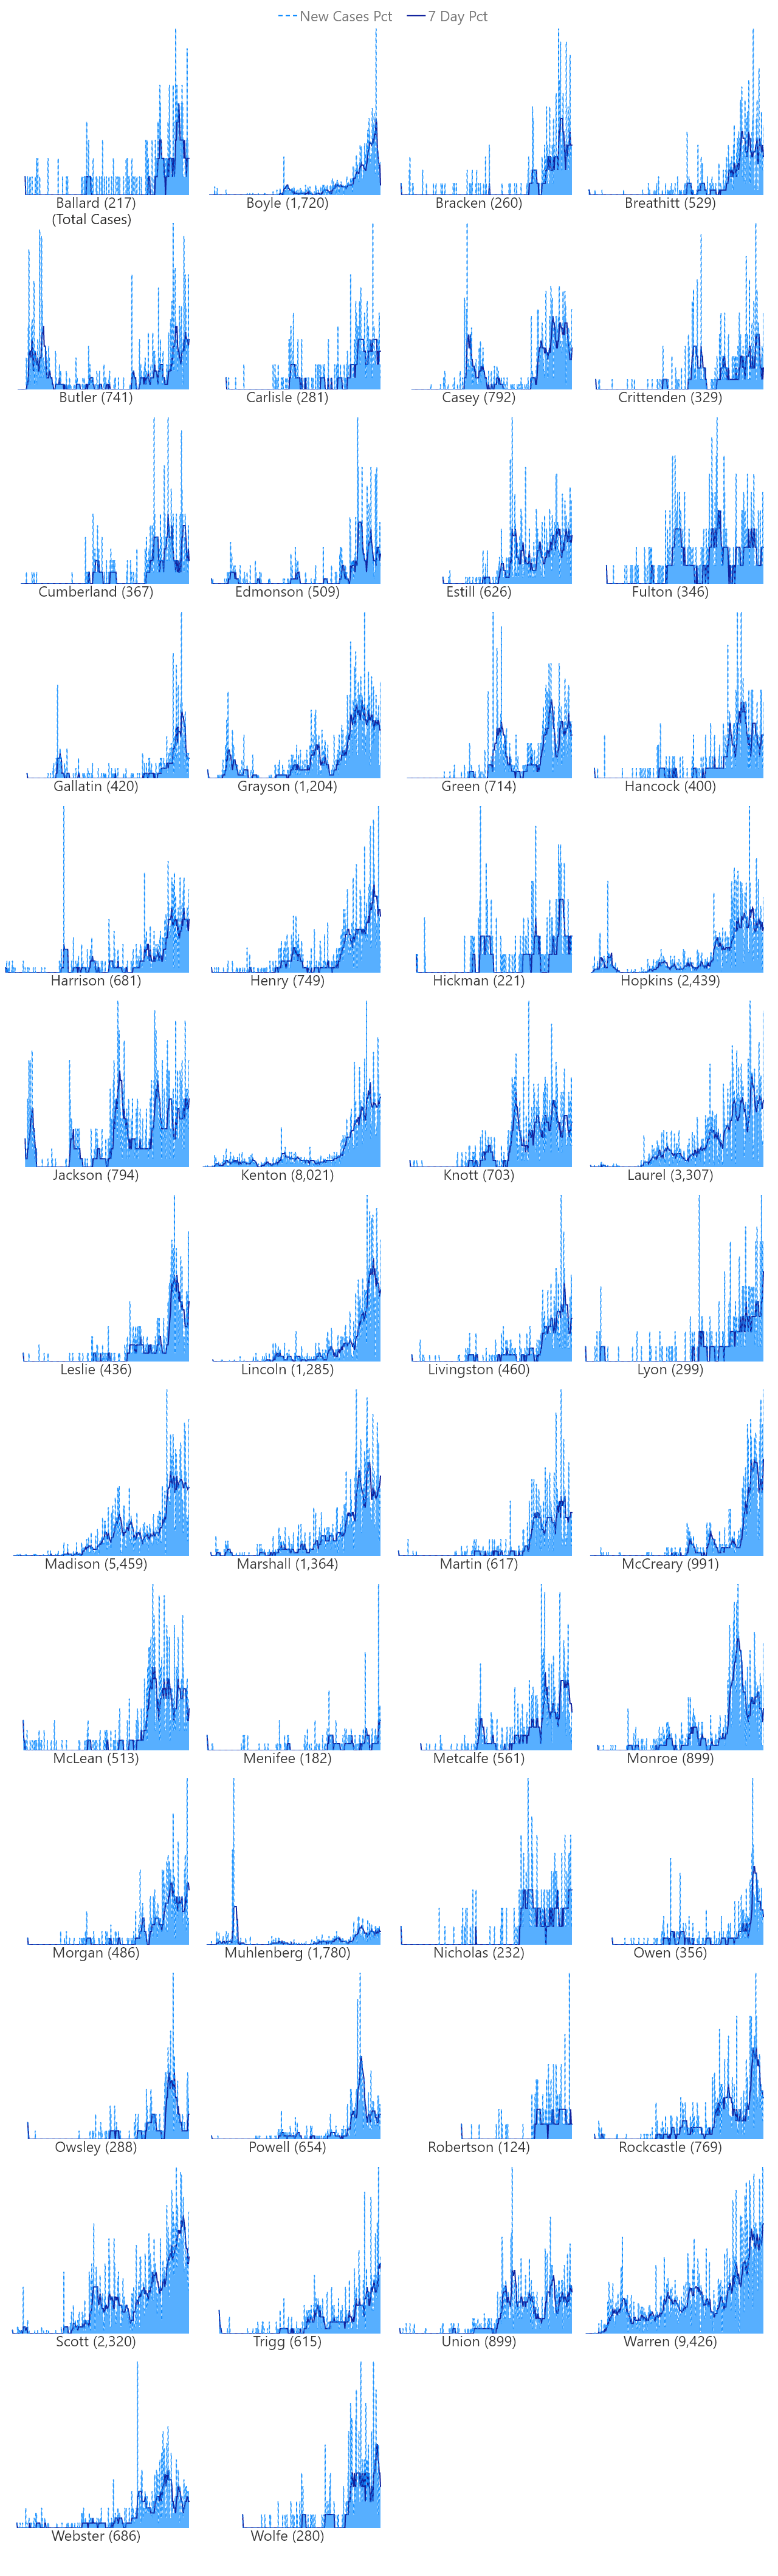 New Cases Pct 7 Day Pct
Ballard (217) Boyle (1,720) Bracken (260) Breathitt (529)
(Total Cases)
Butler (741) Carlisle (281) Casey (792) Crittenden (329)
Cumberland (367) Edmonson (509) Estill (626) Fulton (346)
Gallatin (420) Grayson (1,204) Green (714) Hancock (400)
Harrison (681) Henry (749) Hickman (221) Hopkins (2,439)
Jackson (794) Kenton (8,021) Knott (703) Laurel (3,307)
Leslie (436) Lincoln (1,285) Livingston (460) Lyon (299)
Madison (5,459) Marshall (1,364) Martin (617) McCreary (991)
McLean (513) Menifee (182) Metcalfe (561) Monroe (899)
Morgan (486) Muhlenberg (1,780) Nicholas (232) Owen (356)
Owsley (288) Powell (654) Robertson (124) Rockcastle (769)
Scott (2,320) Trigg (615) Union (899) Warren (9,426)
Webster (686) Wolfe (280)